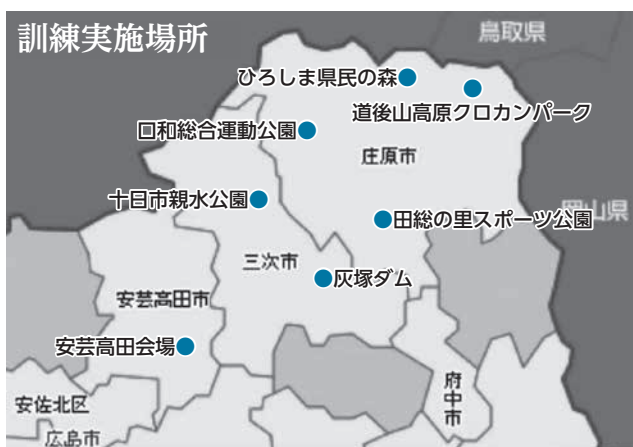 訓練実施場所
鳥取県
ひろしま県民の森
道後山高原クロカンパーク
口和総合運動公園
庄原市
十日市親水公園
岡山県
田総の里スポーツ公園
三次市
灰塚ダム
安芸高田市
安芸高田会場
府中市
安佐北区
広島市